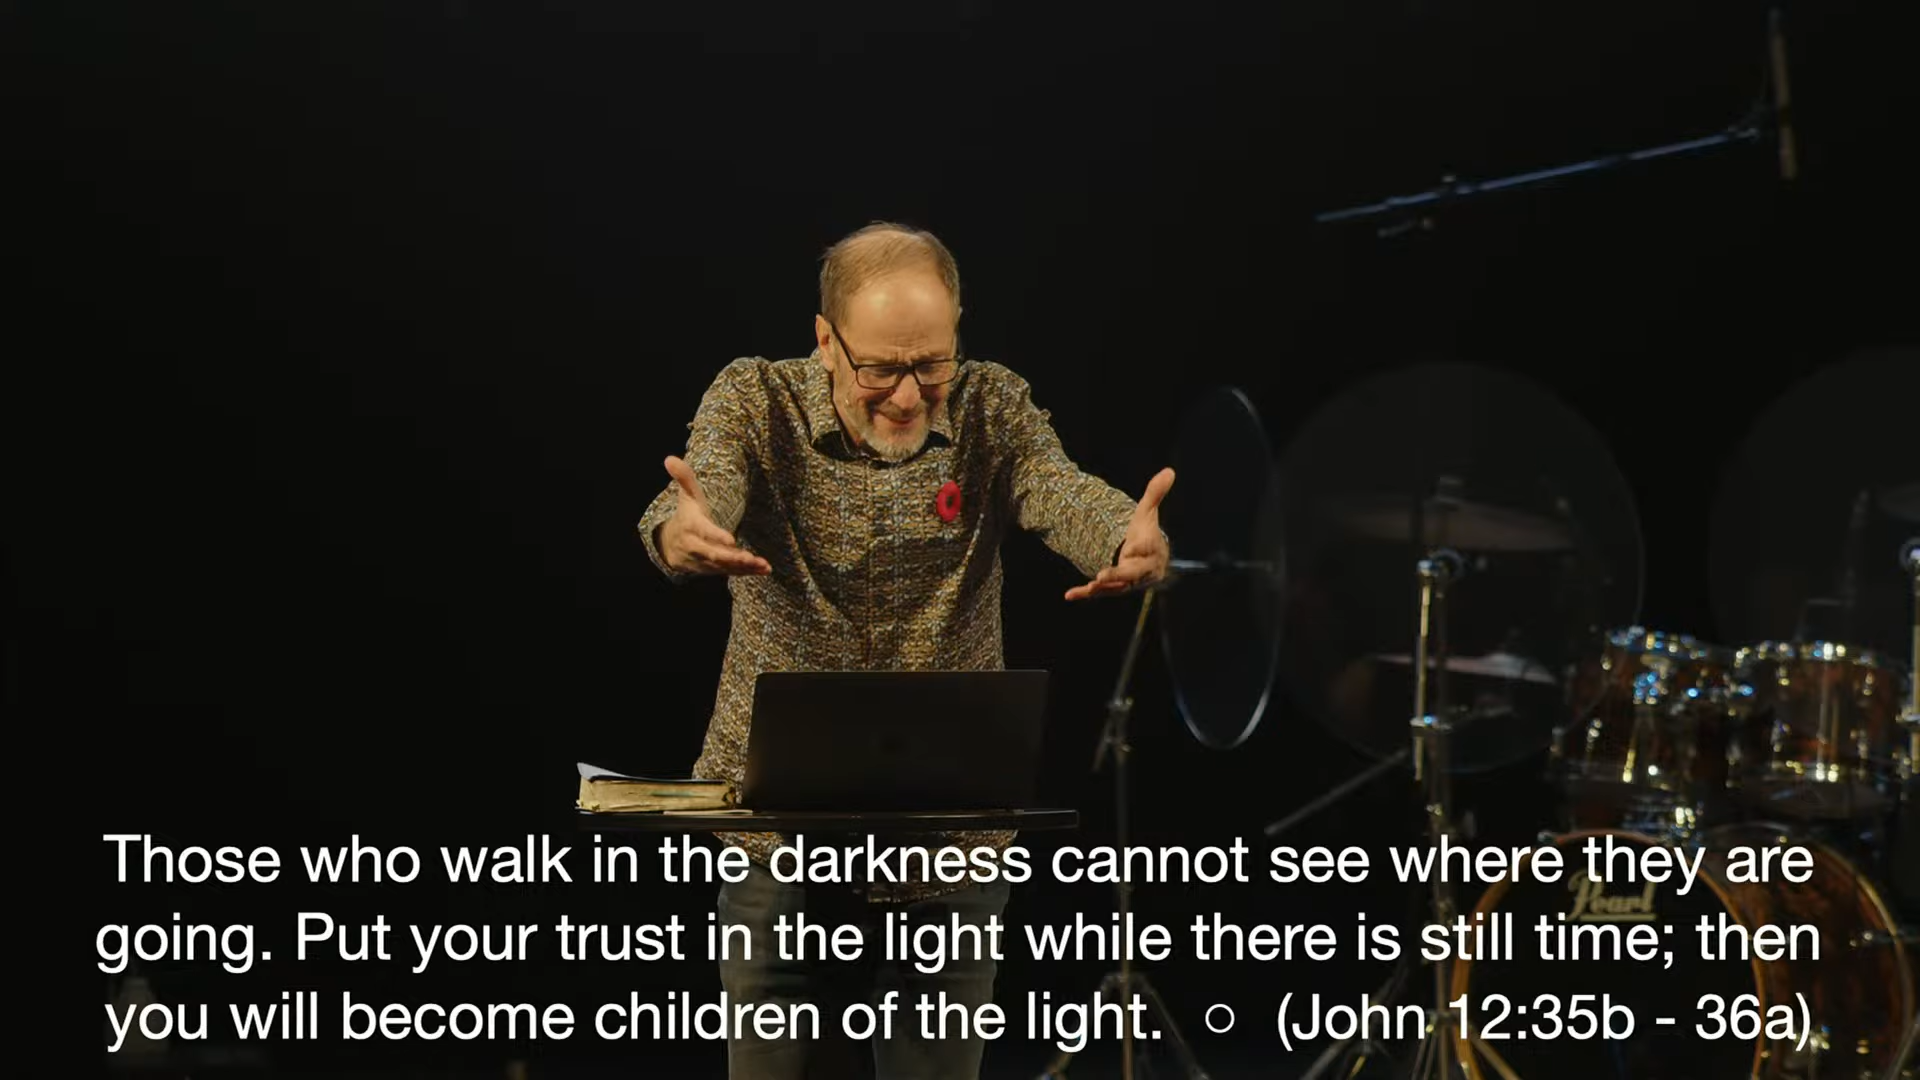 Pearl
Those who walk in the darkness cannot see where they are
going. Put your trust in the light while there is still time; then
you will become children of the light. ○ (John 12:35b - 36a)